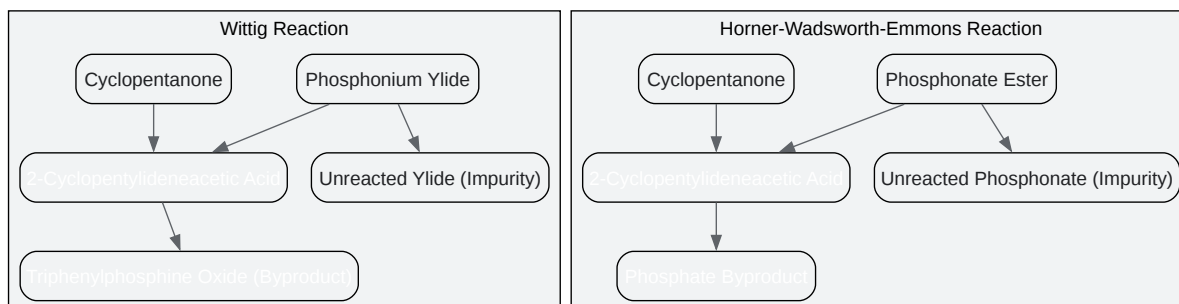 Wittig Reaction
Cyclopentanone
Phosphonium Ylide
2-Cyclopentylideneacetic Acid
Unreacted Ylide (Impurity)
Triphenylphosphine Oxide (Byproduct)
Horner-Wadsworth-Emmons Reaction
Cyclopentanone
Phosphonate Ester
2-Cyclopentylideneacetic Acid
Unreacted Phosphonate (Impurity)
Phosphate Byproduct